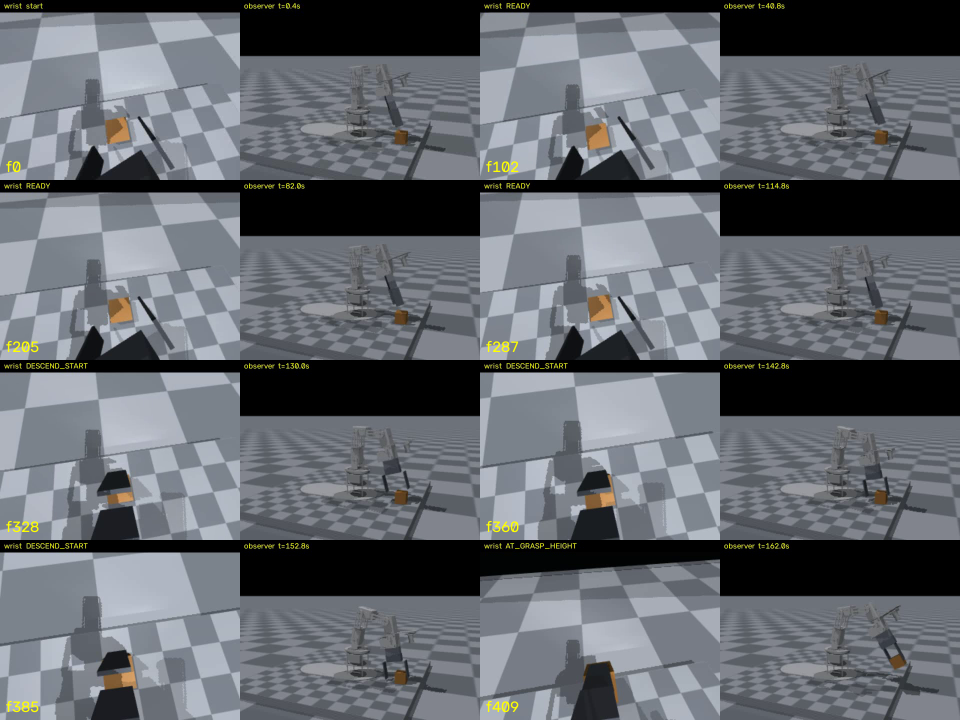 wrist start
observer t=0.4s
wrist READY
observer t=40.8s
f0
f102
wrist READY
observer t=82.0s
wrist READY
observer t=114.8s
f205
f287
wrist DESCEND_START
observer t=130.0s
wrist DESCEND_START
observer t=142.8s
f328
f360
wrist DESCEND_START
observer t=152.8s
wrist AT_GRASP_HEIGHT
observer t=162.0s
f385
f409